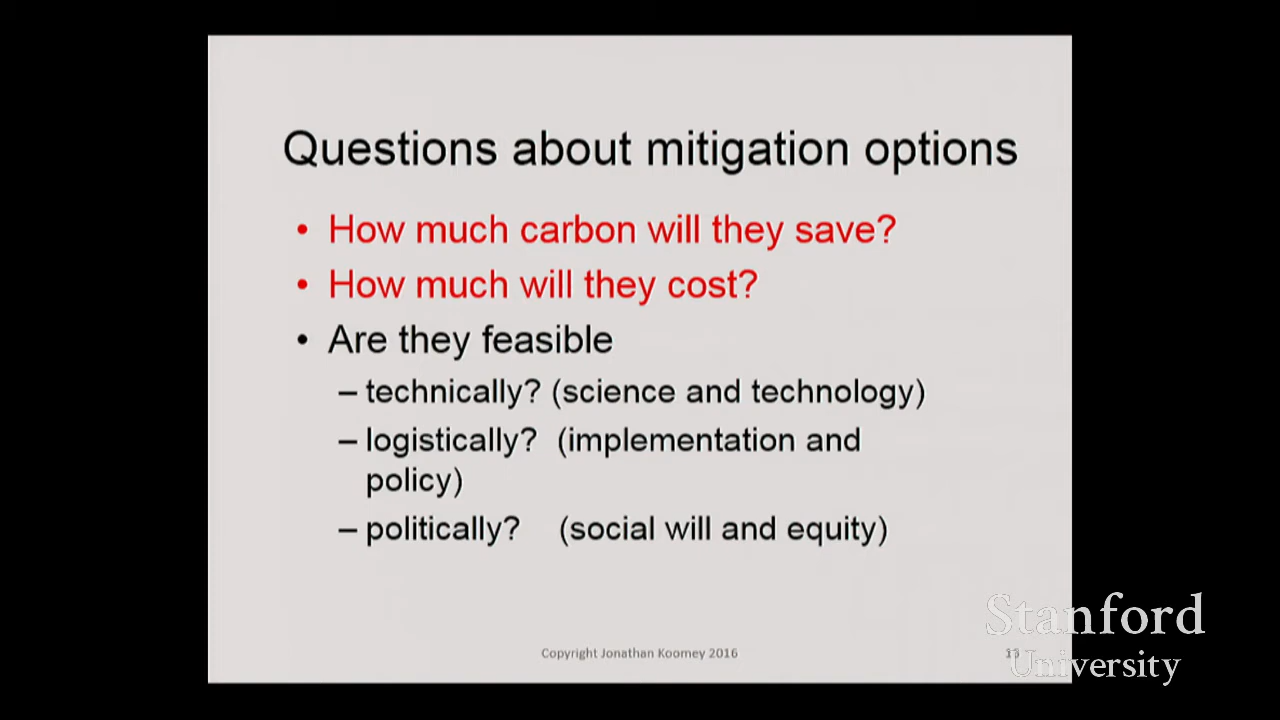 Questions about mitigation options
• How much carbon will they save?
• How much will they cost?
• Are they feasible
– technically? (science and technology)
– logistically? (implementation and
policy)
– politically? (social will and equity)
Copyright Jonathan Koomey 2016
13
Stanford
University